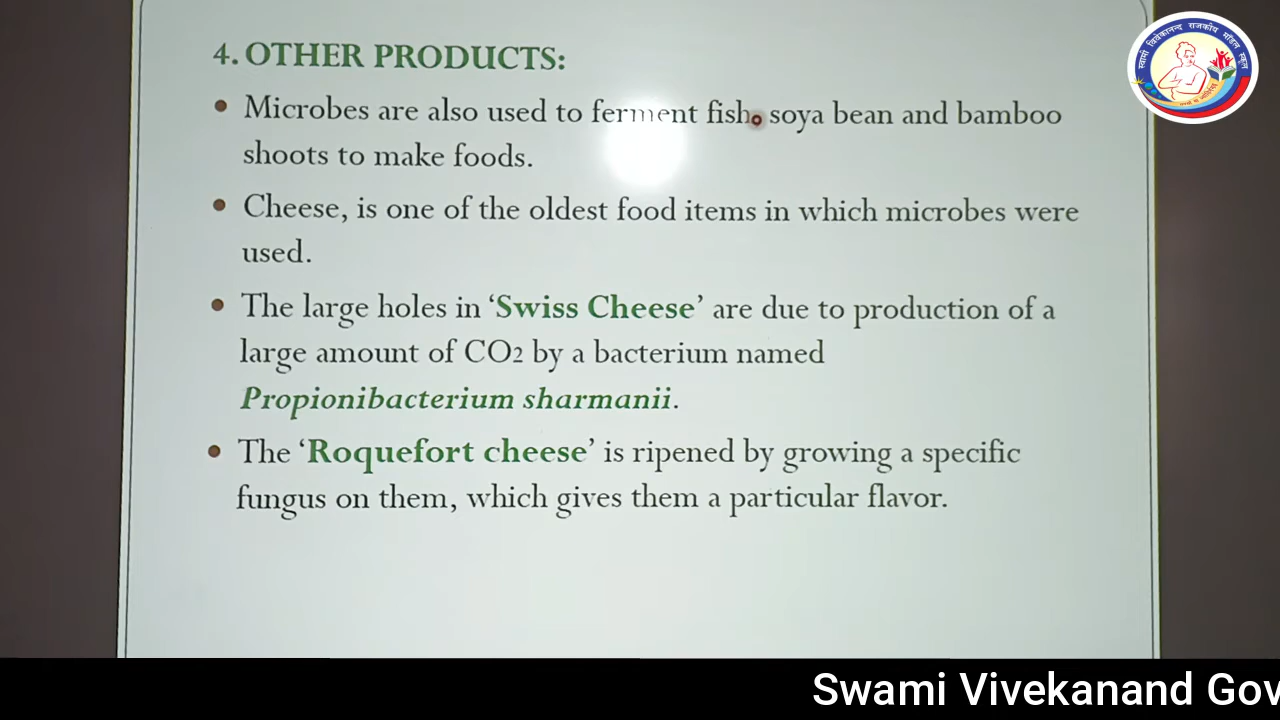 4. OTHER PRODUCTS:
• Microbes are also used to ferment fish, soya bean and bamboo
shoots to make foods.
• Cheese, is one of the oldest food items in which microbes were
used.
• The large holes in ‘Swiss Cheese’ are due to production of a
large amount of CO2 by a bacterium named
Propionibacterium sharmanii.
• The ‘Roquefort cheese’ is ripened by growing a specific
fungus on them, which gives them a particular flavor.
स्वामी विवेकानन्द राजकीय मॉडल स्कूल
Swami Vivekanand Gov